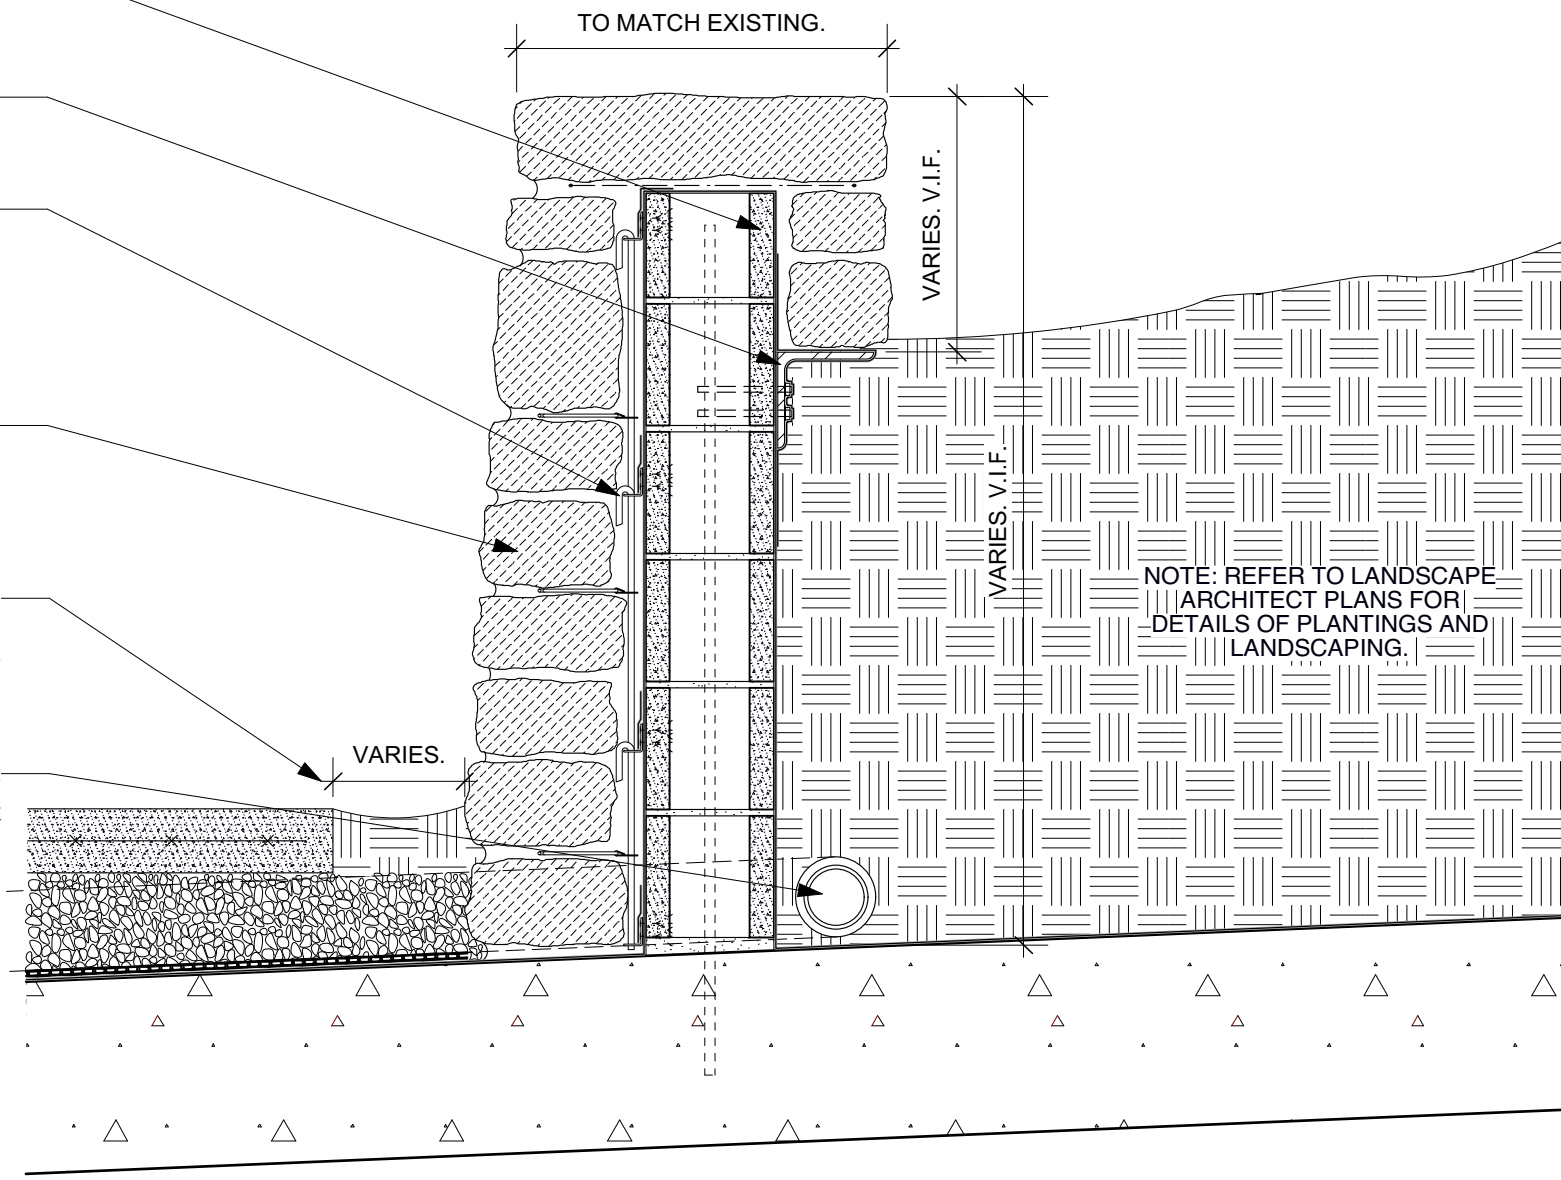 TO MATCH EXISTING.
VARIES. V.I.F.
VARIES. V.I.F.
NOTE: REFER TO LANDSCAPE
ARCHITECT PLANS FOR
DETAILS OF PLANTINGS AND
LANDSCAPING.
VARIES.